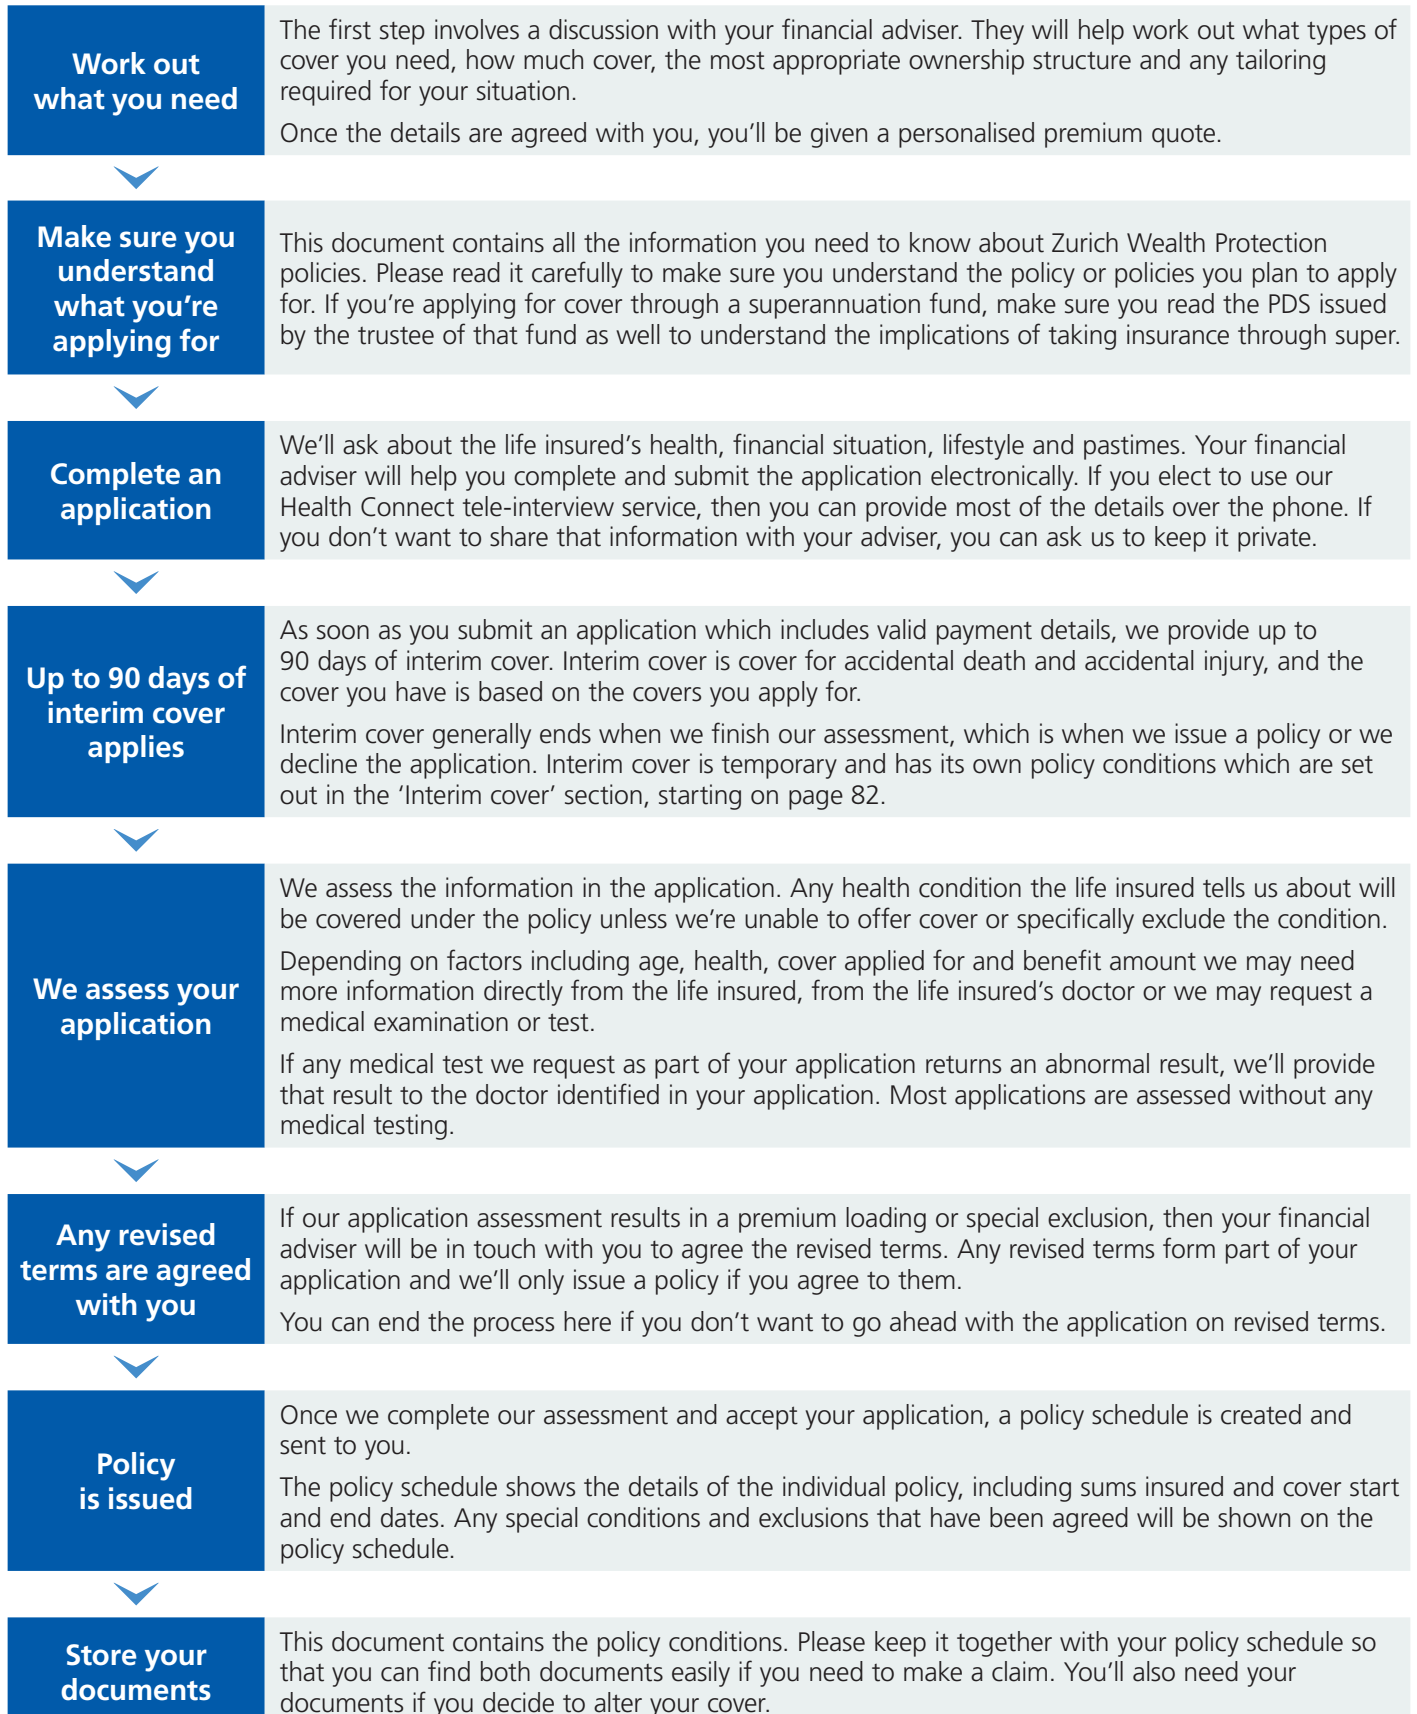 Work out
what you need
The first step involves a discussion with your financial adviser. They will help work out what types of
cover you need, how much cover, the most appropriate ownership structure and any tailoring
required for your situation.
Once the details are agreed with you, you’ll be given a personalised premium quote.
Make sure you
understand
what you’re
applying for
This document contains all the information you need to know about Zurich Wealth Protection
policies. Please read it carefully to make sure you understand the policy or policies you plan to apply
for. If you’re applying for cover through a superannuation fund, make sure you read the PDS issued
by the trustee of that fund as well to understand the implications of taking insurance through super.
Complete an
application
We’ll ask about the life insured’s health, financial situation, lifestyle and pastimes. Your financial
adviser will help you complete and submit the application electronically. If you elect to use our
Health Connect tele-interview service, then you can provide most of the details over the phone. If
you don’t want to share that information with your adviser, you can ask us to keep it private.
Up to 90 days of
interim cover
applies
As soon as you submit an application which includes valid payment details, we provide up to
90 days of interim cover. Interim cover is cover for accidental death and accidental injury, and the
cover you have is based on the covers you apply for.
Interim cover generally ends when we finish our assessment, which is when we issue a policy or we
decline the application. Interim cover is temporary and has its own policy conditions which are set
out in the ‘Interim cover’ section, starting on page 82.
We assess your
application
We assess the information in the application. Any health condition the life insured tells us about will
be covered under the policy unless we’re unable to offer cover or specifically exclude the condition.
Depending on factors including age, health, cover applied for and benefit amount we may need
more information directly from the life insured, from the life insured’s doctor or we may request a
medical examination or test.
If any medical test we request as part of your application returns an abnormal result, we’ll provide
that result to the doctor identified in your application. Most applications are assessed without any
medical testing.
Any revised
terms are agreed
with you
If our application assessment results in a premium loading or special exclusion, then your financial
adviser will be in touch with you to agree the revised terms. Any revised terms form part of your
application and we’ll only issue a policy if you agree to them.
You can end the process here if you don’t want to go ahead with the application on revised terms.
Policy
is issued
Once we complete our assessment and accept your application, a policy schedule is created and
sent to you.
The policy schedule shows the details of the individual policy, including sums insured and cover start
and end dates. Any special conditions and exclusions that have been agreed will be shown on the
policy schedule.
Store your
documents
This document contains the policy conditions. Please keep it together with your policy schedule so
that you can find both documents easily if you need to make a claim. You’ll also need your
documents if you decide to alter your cover.